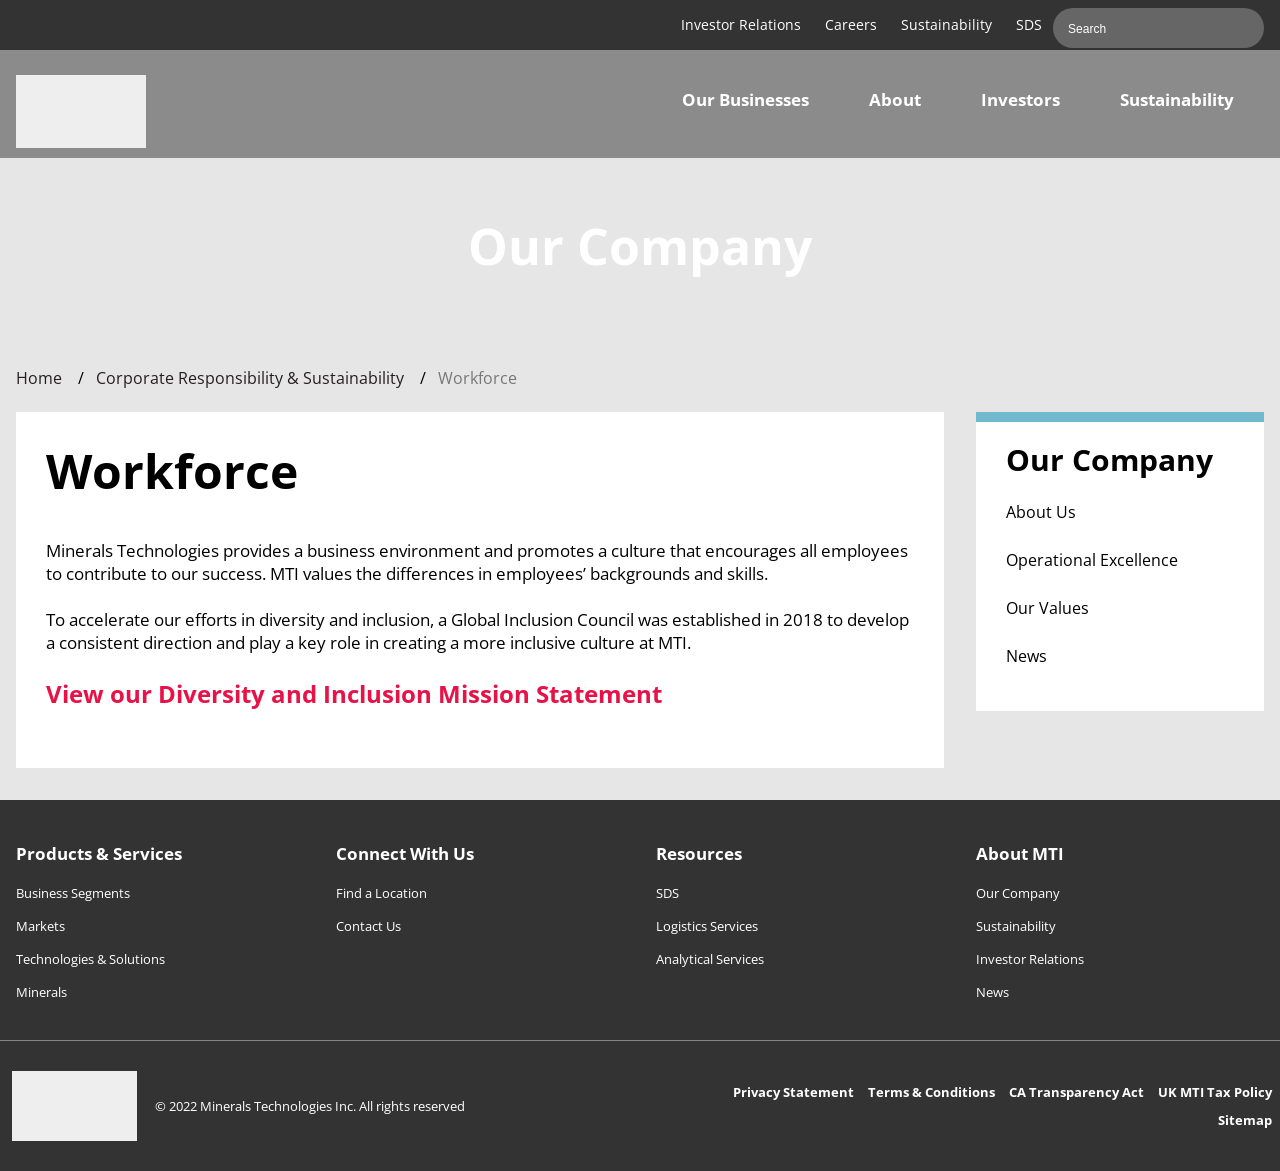 Investor Relations Careers Sustainability SDS Search
Our Businesses About Investors Sustainability
Our Company
Home / Corporate Responsibility & Sustainability / Workforce
Workforce
Minerals Technologies provides a business environment and promotes a culture that encourages all employees
to contribute to our success. MTI values the differences in employees’ backgrounds and skills.
To accelerate our efforts in diversity and inclusion, a Global Inclusion Council was established in 2018 to develop
a consistent direction and play a key role in creating a more inclusive culture at MTI.
View our Diversity and Inclusion Mission Statement
Our Company
About Us
Operational Excellence
Our Values
News
Products & Services
Business Segments
Markets
Technologies & Solutions
Minerals
Connect With Us
Find a Location
Contact Us
Resources
SDS
Logistics Services
Analytical Services
About MTI
Our Company
Sustainability
Investor Relations
News
© 2022 Minerals Technologies Inc. All rights reserved
Privacy Statement Terms & Conditions CA Transparency Act UK MTI Tax Policy
Sitemap